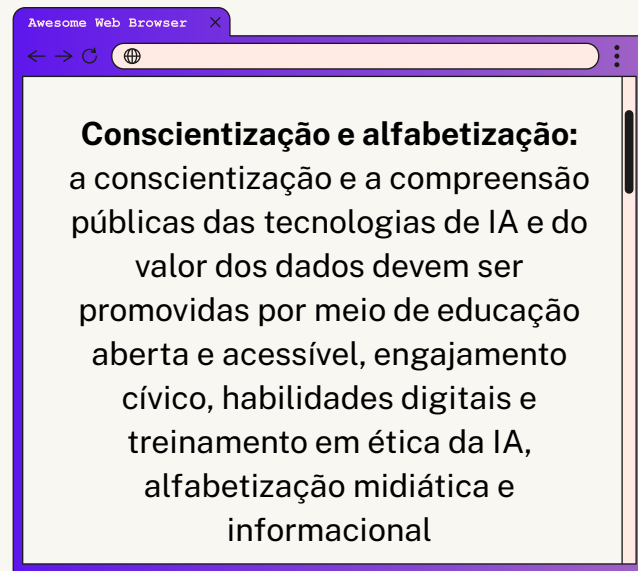 Awesome Web Browser
Conscientização e alfabetização:
a conscientização e a compreensão
públicas das tecnologias de IA e do
valor dos dados devem ser
promovidas por meio de educação
aberta e acessível, engajamento
cívico, habilidades digitais e
treinamento em ética da IA,
alfabetização midiática e
informacional